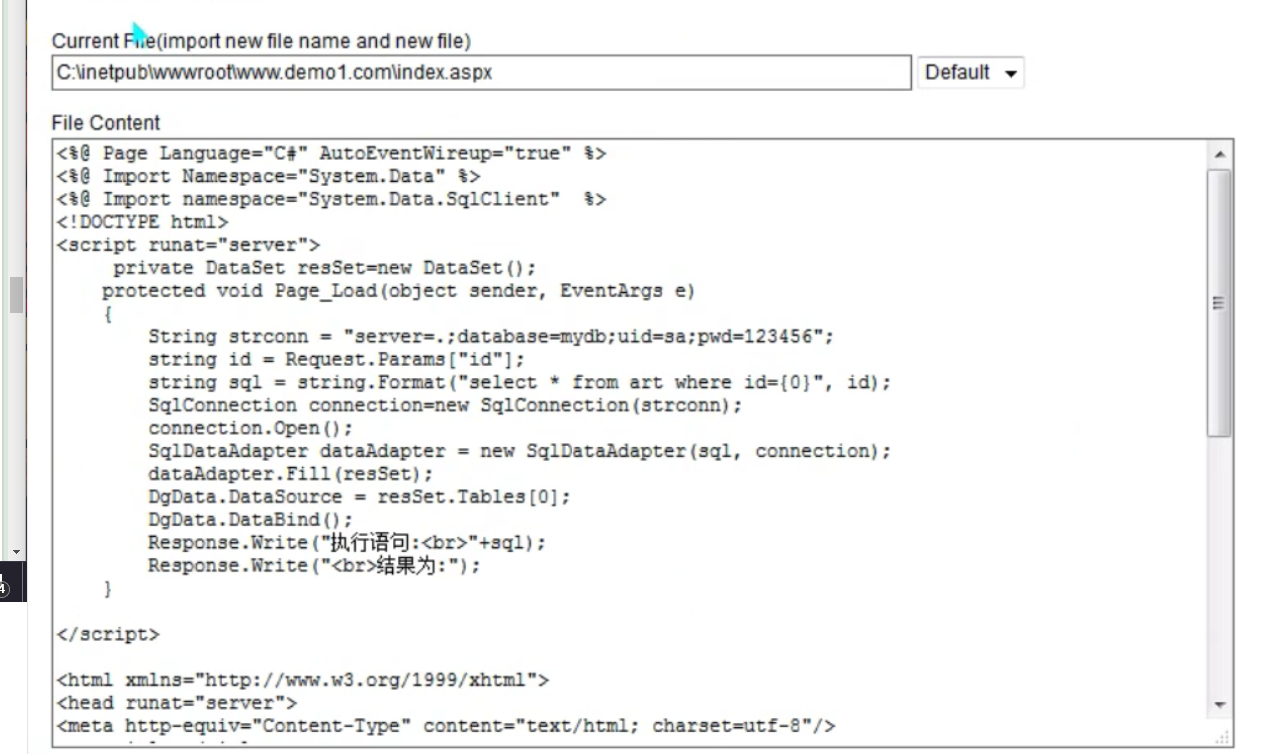 Current File(import new file name and new file)
C:\inetpub\wwwroot\www.demo1.com\index.aspx
Default
File Content
<%@ Page Language="C#" AutoEventWireup="true" %>
<%@ Import Namespace="System.Data" %>
<%@ Import namespace="System.Data.SqlClient"  %>
<!DOCTYPE html>
<script runat="server">
     private DataSet resSet=new DataSet();
    protected void Page_Load(object sender, EventArgs e)
    {
        String strconn = "server=.;database=mydb;uid=sa;pwd=123456";
        string id = Request.Params["id"];
        string sql = string.Format("select * from art where id={0}", id);
        SqlConnection connection=new SqlConnection(strconn);
        connection.Open();
        SqlDataAdapter dataAdapter = new SqlDataAdapter(sql, connection);
        dataAdapter.Fill(resSet);
        DgData.DataSource = resSet.Tables[0];
        DgData.DataBind();
        Response.Write("执行语句:<br>"+sql);
        Response.Write("<br>结果为:");
    }
</script>
<html xmlns="http://www.w3.org/1999/xhtml">
<head runat="server">
<meta http-equiv="Content-Type" content="text/html; charset=utf-8"/>